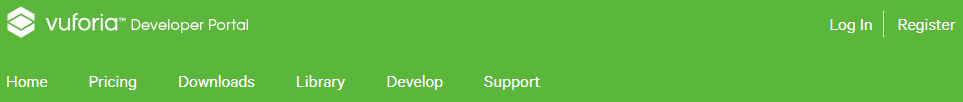 vuforia™ Developer Portal
Log In Register
Home Pricing Downloads Library Develop Support